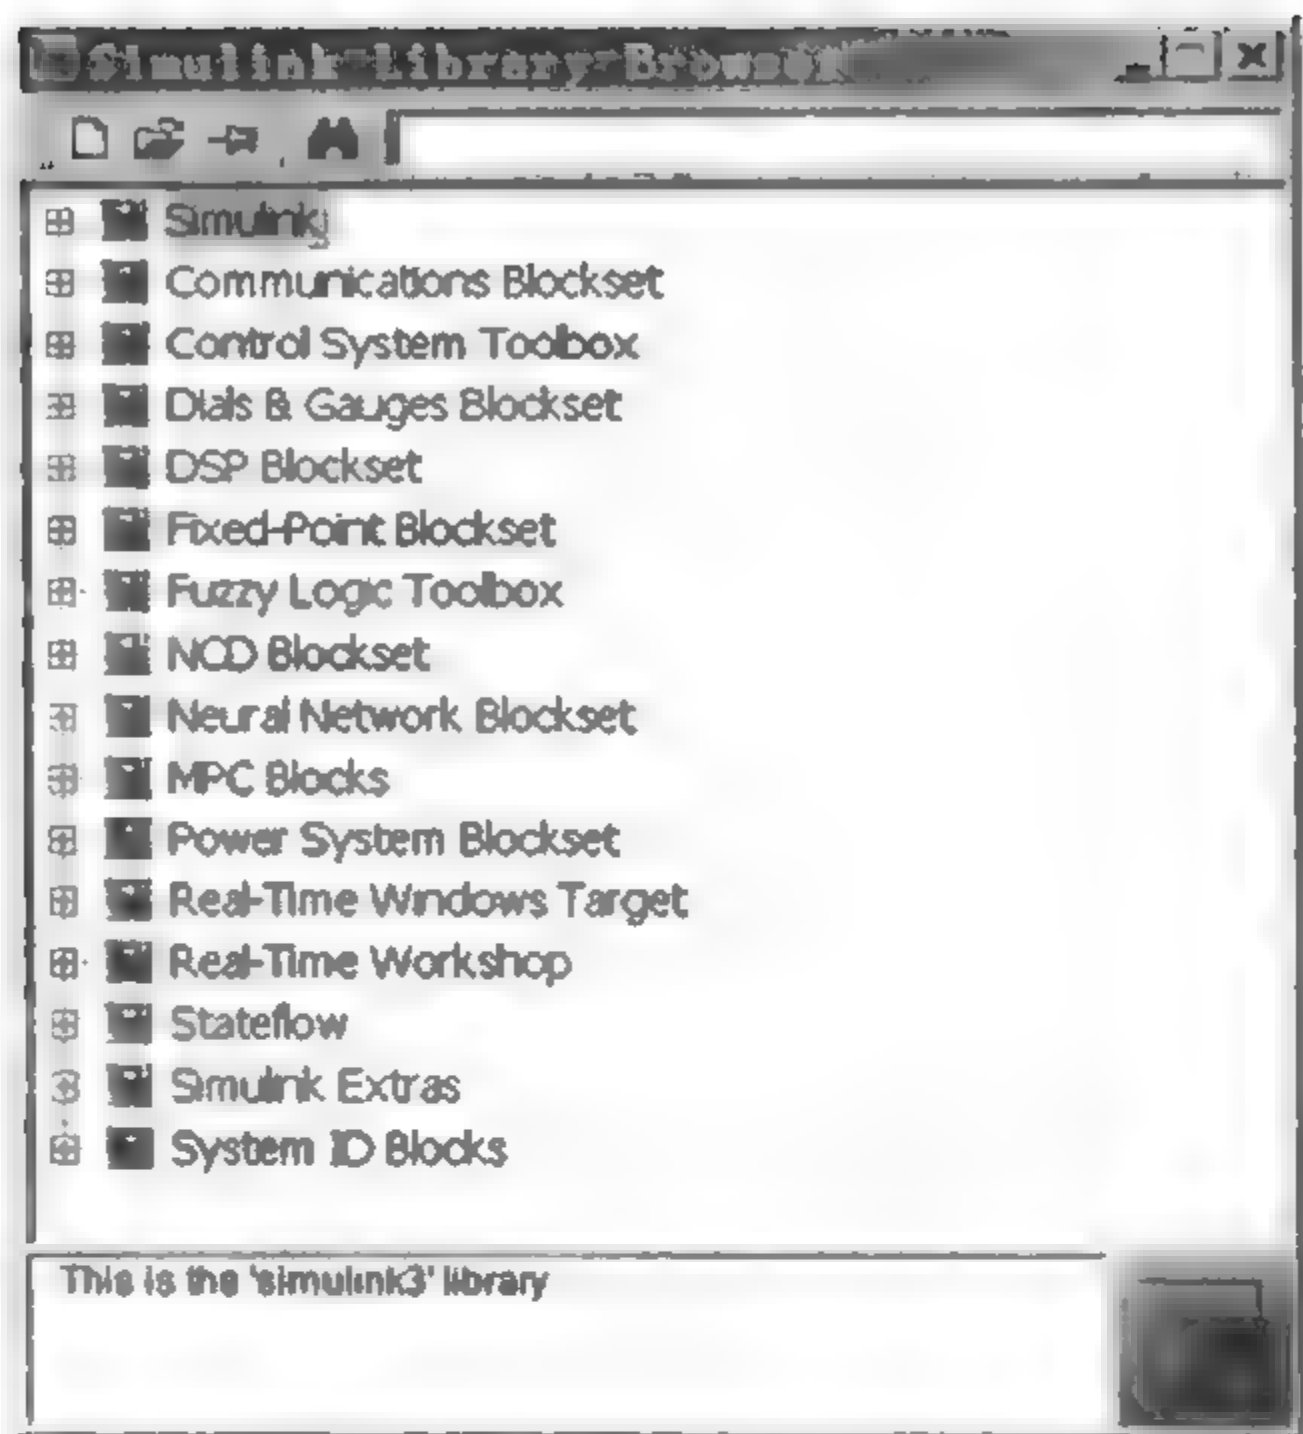 Simulink Library Browser
Simulink
Communications Blockset
Control System Toolbox
Dials & Gauges Blockset
DSP Blockset
Fixed-Point Blockset
Fuzzy Logic Toolbox
NCD Blockset
Neural Network Blockset
MPC Blocks
Power System Blockset
Real-Time Windows Target
Real-Time Workshop
Stateflow
Simulink Extras
System ID Blocks
This is the 'simulink3' library